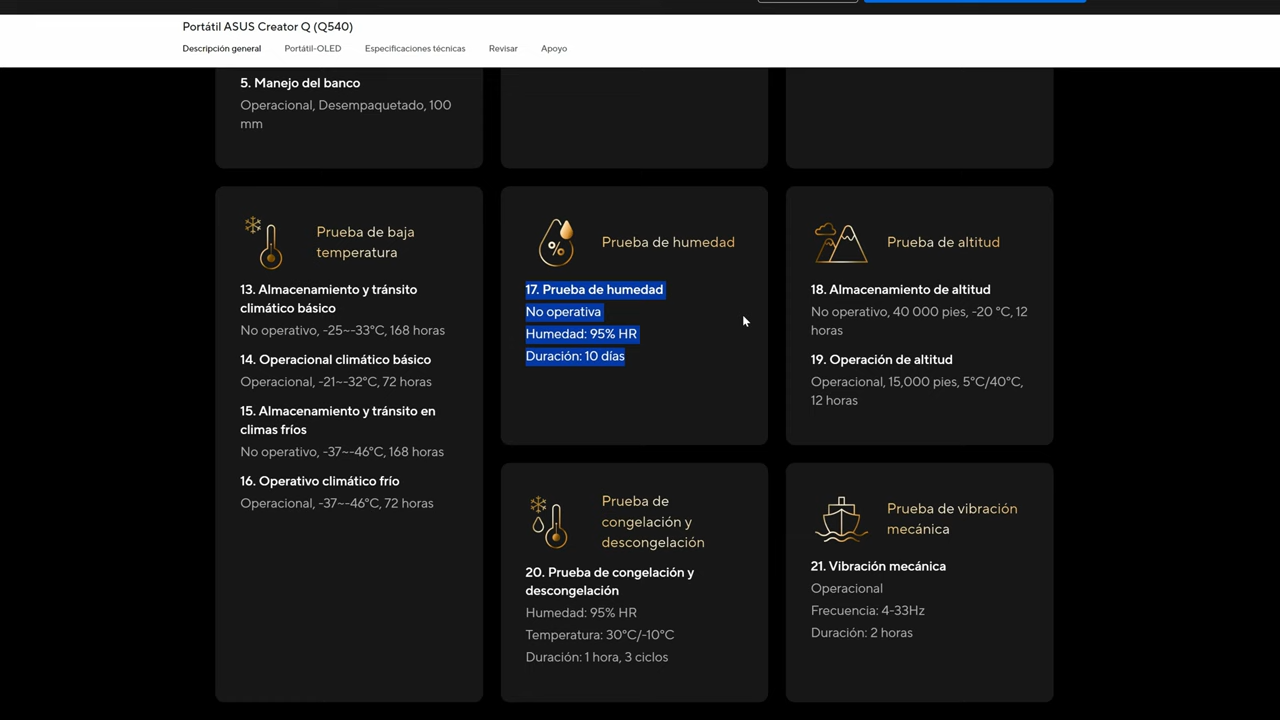 Portátil ASUS Creator Q (Q540)
Descripción general
Portátil-OLED
Especificaciones técnicas
Revisar
Apoyo
5. Manejo del banco
Operacional, Desempaquetado, 100
mm
Prueba de baja
temperatura
13. Almacenamiento y tránsito
climático básico
No operativo, -25~-33°C, 168 horas
14. Operacional climático básico
Operacional, -21~-32°C, 72 horas
15. Almacenamiento y tránsito en
climas fríos
No operativo, -37~-46°C, 168 horas
16. Operativo climático frío
Operacional, -37~-46°C, 72 horas
%
Prueba de humedad
17. Prueba de humedad
No operativa
Humedad: 95% HR
Duración: 10 días
Prueba de altitud
18. Almacenamiento de altitud
No operativo, 40 000 pies, -20 °C, 12
horas
19. Operación de altitud
Operacional, 15,000 pies, 5°C/40°C,
12 horas
Prueba de
congelación y
descongelación
20. Prueba de congelación y
descongelación
Humedad: 95% HR
Temperatura: 30°C/-10°C
Duración: 1 hora, 3 ciclos
Prueba de vibración
mecánica
21. Vibración mecánica
Operacional
Frecuencia: 4-33Hz
Duración: 2 horas